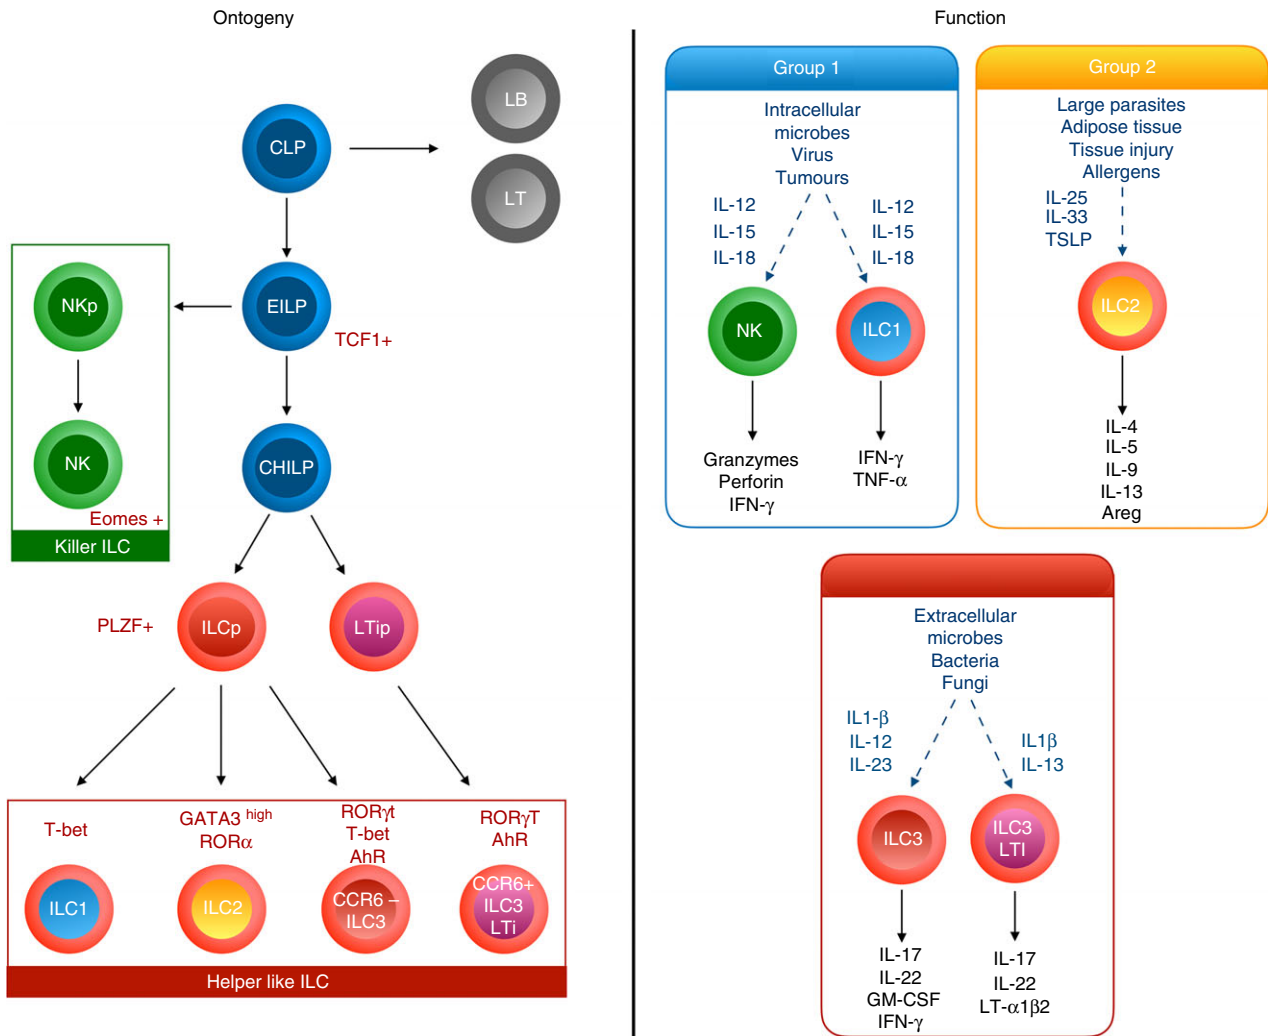 Ontogeny
CLP
LB
LT
NKp
EILP
TCF1+
NK
Eomes +
Killer ILC
CHILP
PLZF+
ILCp
LTip
T-bet
GATA3 high
RORα
RORγt
T-bet
AhR
RORγT
AhR
ILC1
ILC2
CCR6 –
ILC3
CCR6+
ILC3
LTi
Helper like ILC
Function
Group 1
Intracellular
microbes
Virus
Tumours
IL-12
IL-15
IL-18
IL-12
IL-15
IL-18
NK
ILC1
Granzymes
Perforin
IFN-γ
IFN-γ
TNF-α
Group 2
Large parasites
Adipose tissue
Tissue injury
Allergens
IL-25
IL-33
TSLP
ILC2
IL-4
IL-5
IL-9
IL-13
Areg
Extracellular
microbes
Bacteria
Fungi
IL1-β
IL-12
IL-23
IL1β
IL-13
ILC3
ILC3
LTI
IL-17
IL-22
GM-CSF
IFN-γ
IL-17
IL-22
LT-α1β2